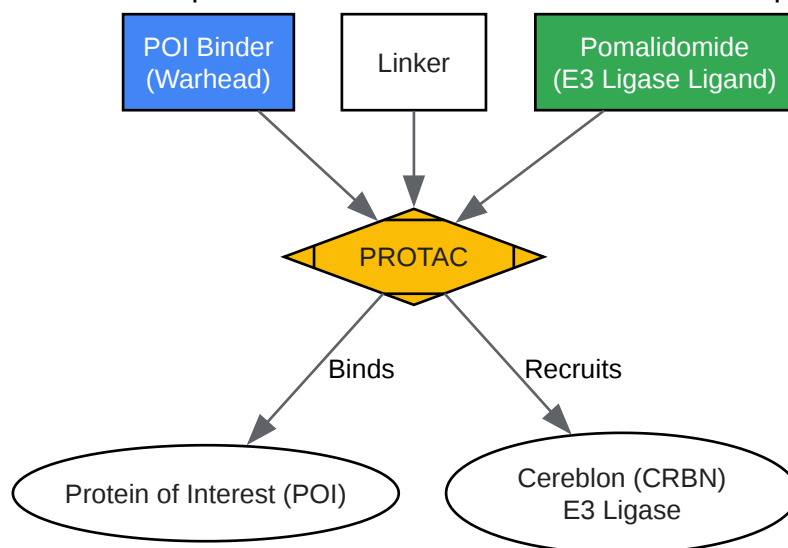 POI Binder
(Warhead)
Linker
Pomalidomide
(E3 Ligase Ligand)
PROTAC
Binds
Recruits
Protein of Interest (POI)
Cereblon (CRBN)
E3 Ligase